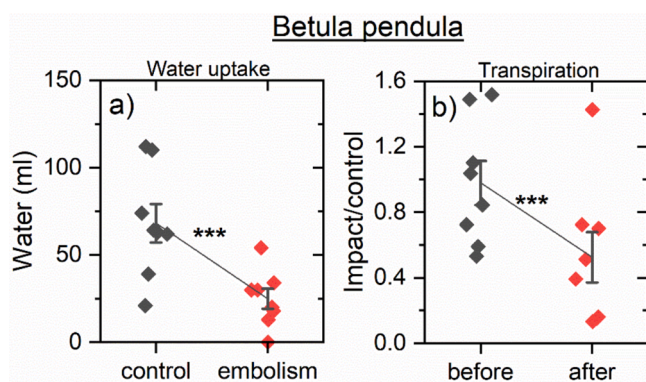 Betula pendula
Water uptake
a)
Water (ml)
150
100
50
0
***
control embolism
Transpiration
b)
Impact/control
1.6
1.2
0.8
0.4
0.0
***
before after